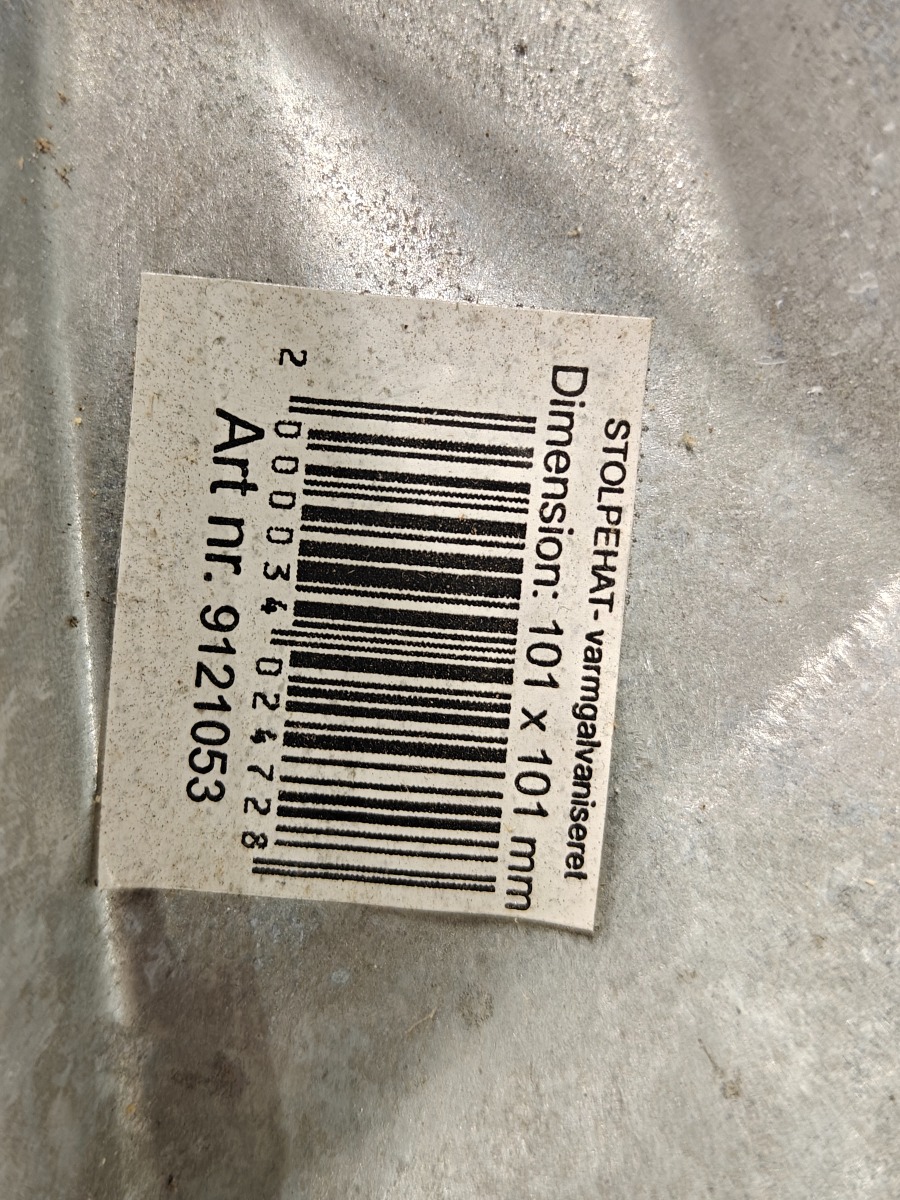 STOLPEHAT- varmgalvaniseret
Dimension: 101 x 101 mm
2 000034 024728
Art nr. 9121053